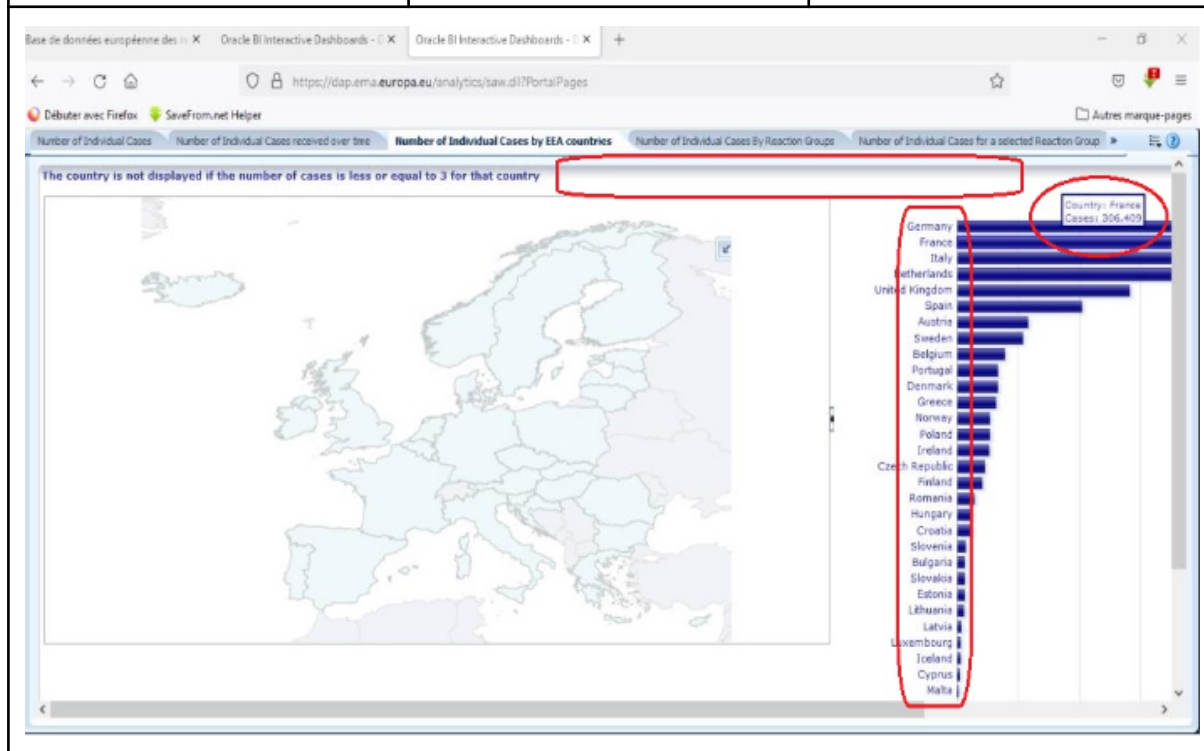 Base de données européenne des
Oracle BI Interactive Dashboards -
Oracle BI Interactive Dashboards -
https://dap.ema.europa.eu/analytics/saw.dll?PortalPages
Débuter avec Firefox
SaveFrom.net Helper
Autres marque-pages
Number of Individual Cases
Number of Individual Cases received over time
Number of Individual Cases by EEA countries
Number of Individual Cases By Reaction Groups
Number of Individual Cases for a selected Reaction Group
The country is not displayed if the number of cases is less or equal to 3 for that country
Country: France
Cases: 306,409
Germany
France
Italy
Netherlands
United Kingdom
Spain
Austria
Sweden
Belgium
Portugal
Denmark
Greece
Norway
Poland
Ireland
Czech Republic
Finland
Romania
Hungary
Croatia
Slovenia
Bulgaria
Slovakia
Estonia
Lithuania
Latvia
Luxembourg
Iceland
Cyprus
Malta